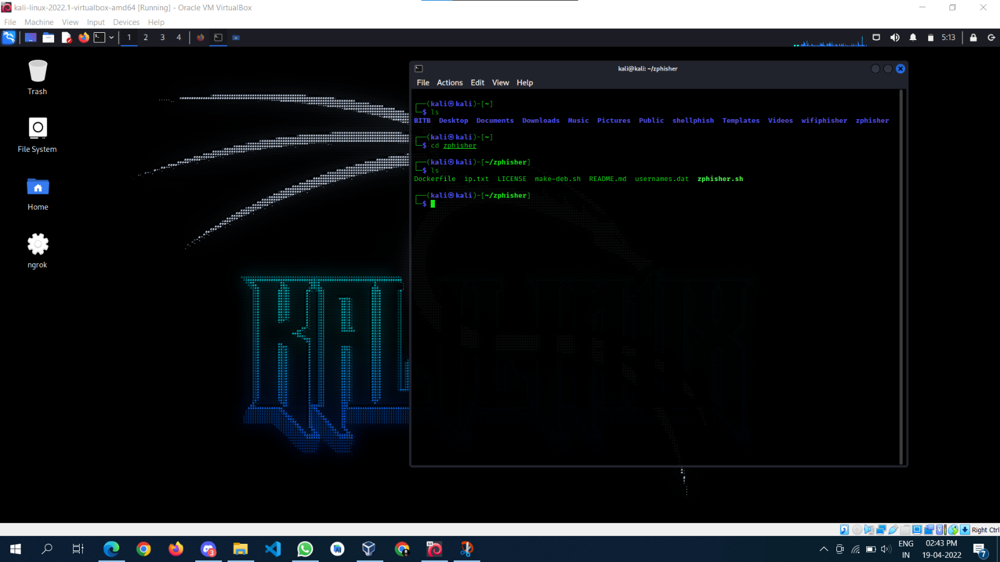 kali-linux-2022.1-virtualbox-amd64 [Running] - Oracle VM VirtualBox
File Machine View Input Devices Help
1 2 3 4 5:13
Trash
File System
Home
ngrok
kali@kali: ~/zphisher
File Actions Edit View Help
┌──(kali㉿kali)-[~]
└─$ ls
BITB Desktop Documents Downloads Music Pictures Public shellphish Templates Videos wifiphisher zphisher
┌──(kali㉿kali)-[~]
└─$ cd zphisher
┌──(kali㉿kali)-[~/zphisher]
└─$ ls
Dockerfile ip.txt LICENSE make-deb.sh README.md usernames.dat zphisher.sh
┌──(kali㉿kali)-[~/zphisher]
└─$
KAL
Right Ctrl
3
ENG
IN
02:43 PM
19-04-2022
7